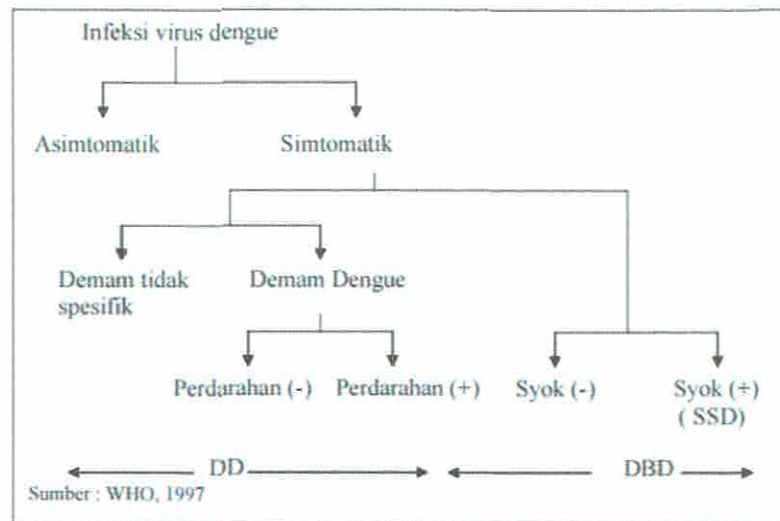 Infeksi virus dengue
Asimtomatik Simtomatik
Demam tidak spesifik Demam Dengue
Perdarahan (-) Perdarahan (+) Syok (-) Syok (+)
( SSD)
DD DBD
Sumber : WHO, 1997